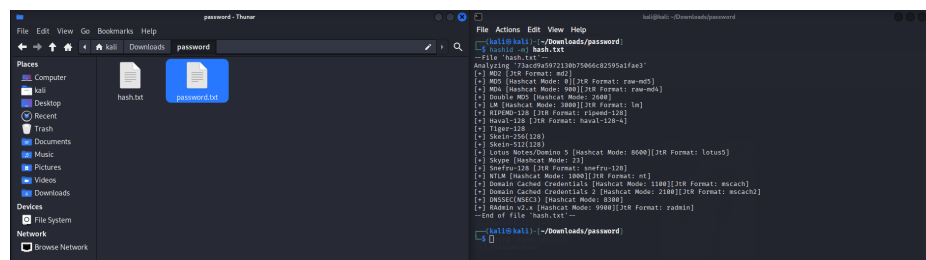 password - Thunar
File Edit View Go Bookmarks Help
kali Downloads password
Places
Computer
kali
Desktop
Recent
Trash
Documents
Music
Pictures
Videos
Downloads
Devices
File System
Network
Browse Network
hash.txt
password.txt
kali@kali: ~/Downloads/password
File Actions Edit View Help
(kali㉿kali)-[~/Downloads/password]
$ hashid -mj hash.txt
--File 'hash.txt'--
Analyzing '73acd9a5972130b75066c82595a1fae3'
[+] MD2 [JtR Format: md2]
[+] MD5 [Hashcat Mode: 0][JtR Format: raw-md5]
[+] MD4 [Hashcat Mode: 900][JtR Format: raw-md4]
[+] Double MD5 [Hashcat Mode: 2600]
[+] LM [Hashcat Mode: 3000][JtR Format: lm]
[+] RIPEMD-128 [JtR Format: ripemd-128]
[+] Haval-128 [JtR Format: haval-128-4]
[+] Tiger-128
[+] Skein-256(128)
[+] Skein-512(128)
[+] Lotus Notes/Domino 5 [Hashcat Mode: 8600][JtR Format: lotus5]
[+] Skype [Hashcat Mode: 23]
[+] Snefru-128 [JtR Format: snefru-128]
[+] NTLM [Hashcat Mode: 1000][JtR Format: nt]
[+] Domain Cached Credentials [Hashcat Mode: 1100][JtR Format: mscach]
[+] Domain Cached Credentials 2 [Hashcat Mode: 2100][JtR Format: mscach2]
[+] DNSSEC(NSEC3) [Hashcat Mode: 8300]
[+] RAdmin v2.x [Hashcat Mode: 9900][JtR Format: radmin]
--End of file 'hash.txt'--
(kali㉿kali)-[~/Downloads/password]
$